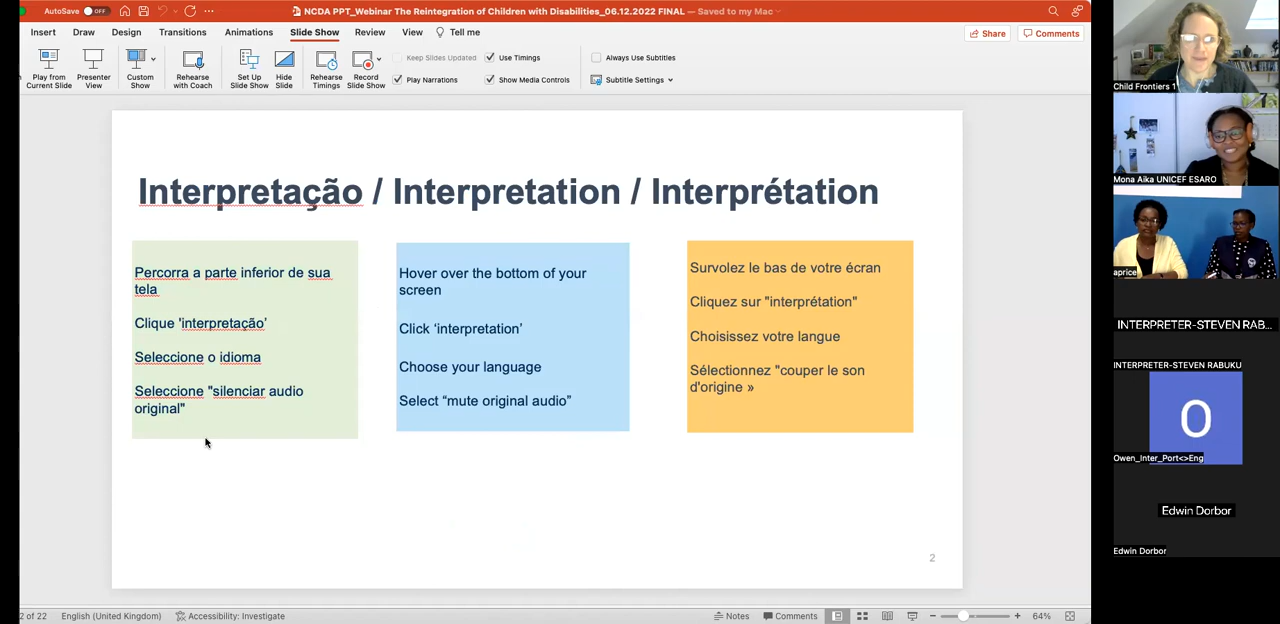 AutoSave OFF
NCDA PPT_Webinar The Reintegration of Children with Disabilities_06.12.2022 FINAL — Saved to my Mac
Insert Draw Design Transitions Animations Slide Show Review View Tell me
Share Comments
Play from Current Slide
Presenter View
Custom Show
Rehearse with Coach
Set Up Slide Show
Hide Slide
Rehearse Timings
Record Slide Show
Keep Slides Updated
Play Narrations
Use Timings
Show Media Controls
Always Use Subtitles
Subtitle Settings
Interpretação / Interpretation / Interprétation
Percorra a parte inferior de sua
tela
Clique 'interpretação’
Seleccione o idioma
Seleccione "silenciar audio
original"
Hover over the bottom of your
screen
Click ‘interpretation’
Choose your language
Select “mute original audio”
Survolez le bas de votre écran
Cliquez sur "interprétation"
Choisissez votre langue
Sélectionnez "couper le son
d'origine »
2
2 of 22 English (United Kingdom) Accessibility: Investigate
Notes Comments 64%
Child Frontiers 1
Mona Aika UNICEF ESARO
aprice
INTERPRETER-STEVEN RAB...
INTERPRETER-STEVEN RABUKU
O
Owen_Inter_Port<>Eng
Edwin Dorbor
Edwin Dorbor